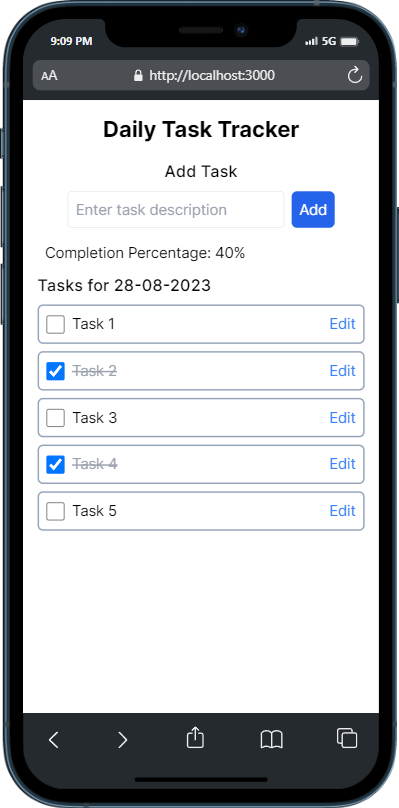 9:09 PM 5G
AA http://localhost:3000
Daily Task Tracker
Add Task
Enter task description Add
Completion Percentage: 40%
Tasks for 28-08-2023
Task 1 Edit
Task 2 Edit
Task 3 Edit
Task 4 Edit
Task 5 Edit